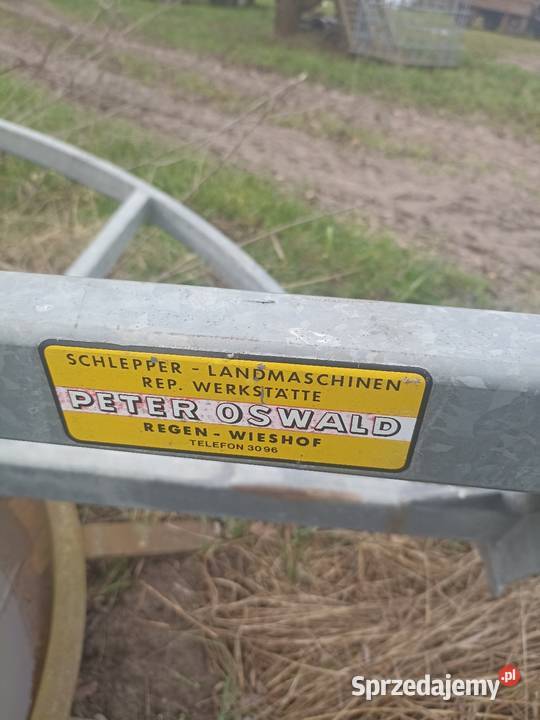 SCHLEPPER - LANDMASCHINEN
REP. WERKSTÄTTE
PETER OSWALD
REGEN - WIESHOF
TELEFON 3096
Sprzedajemy.pl